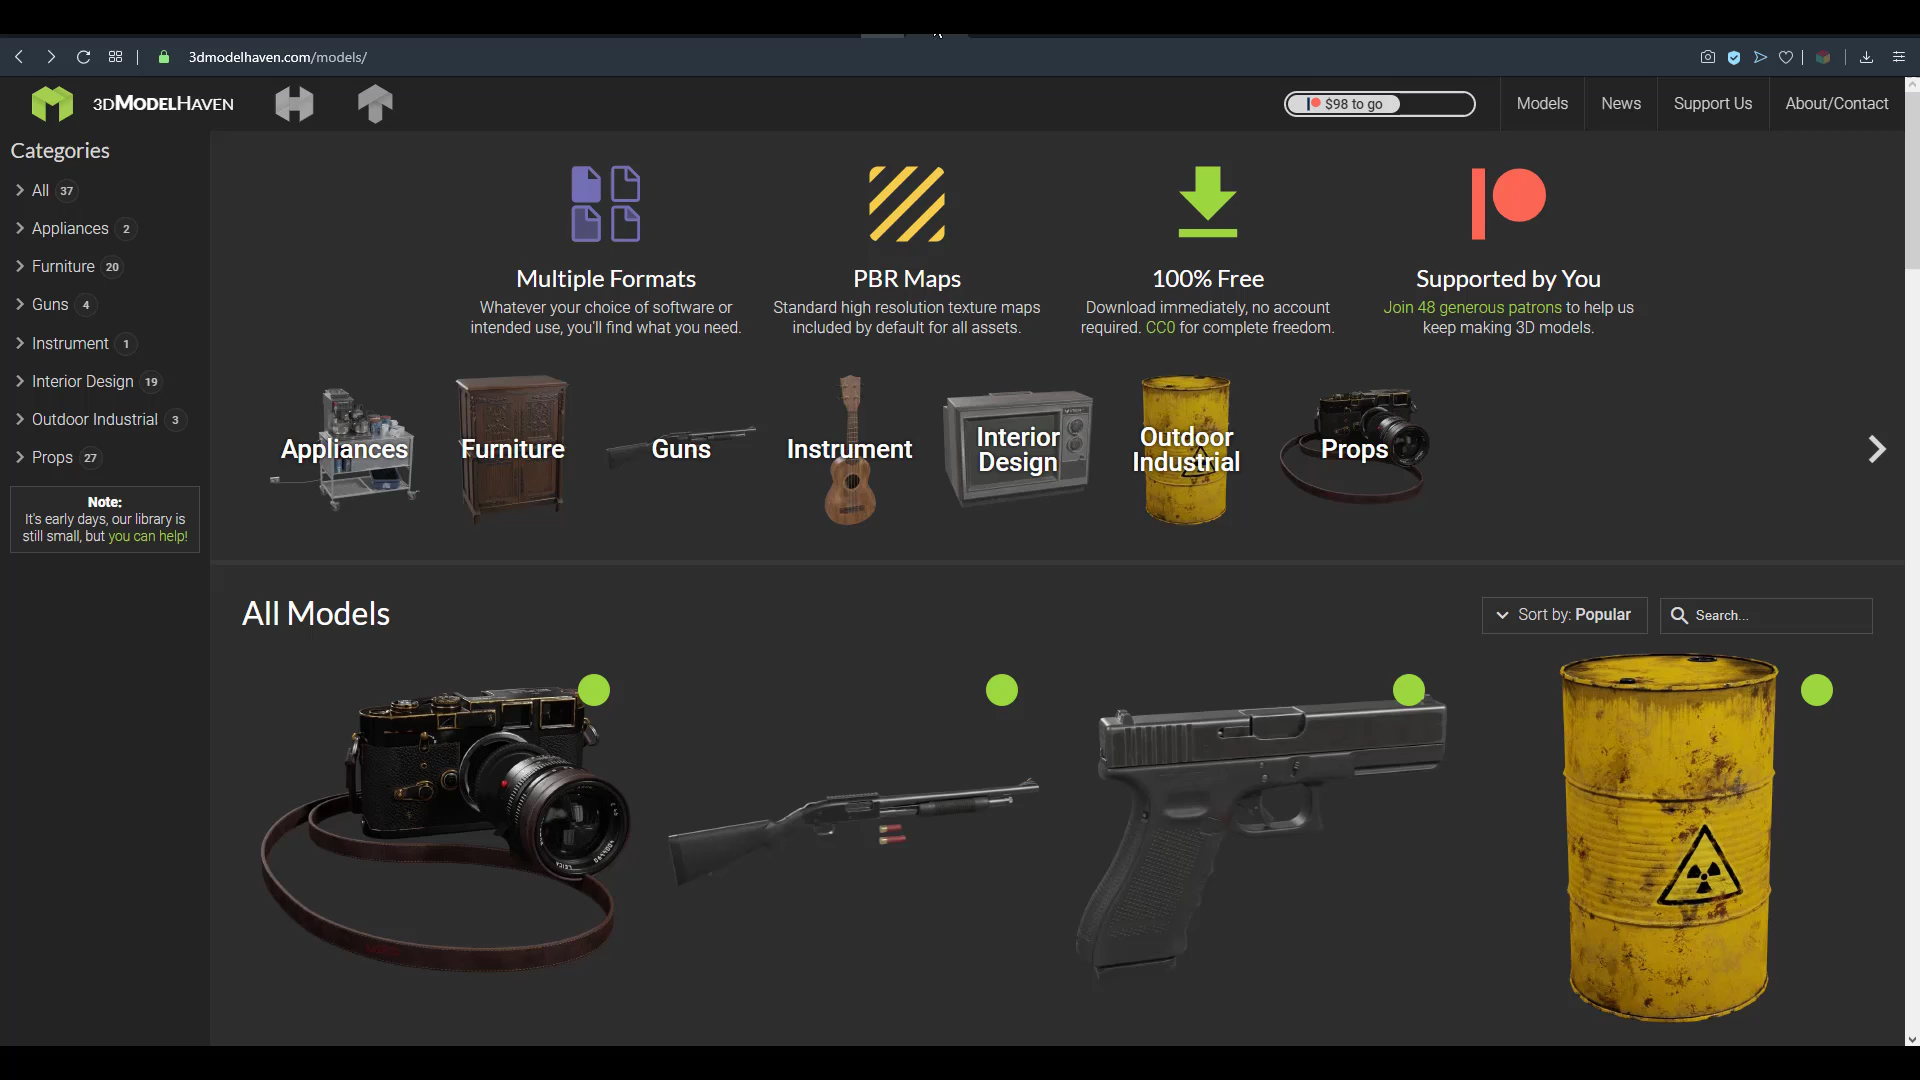 3dmodelhaven.com/models/
3DMODELHAVEN
$98 to go
Models
News
Support Us
About/Contact
Categories
All 37
Appliances 2
Furniture 20
Guns 4
Instrument 1
Interior Design 19
Outdoor Industrial 3
Props 27
Note:
It's early days, our library is
still small, but you can help!
Multiple Formats
Whatever your choice of software or
intended use, you'll find what you need.
PBR Maps
Standard high resolution texture maps
included by default for all assets.
100% Free
Download immediately, no account
required. CC0 for complete freedom.
Supported by You
Join 48 generous patrons to help us
keep making 3D models.
Appliances
Furniture
Guns
Instrument
Interior
Design
Outdoor
Industrial
Props
All Models
Sort by: Popular
Search...